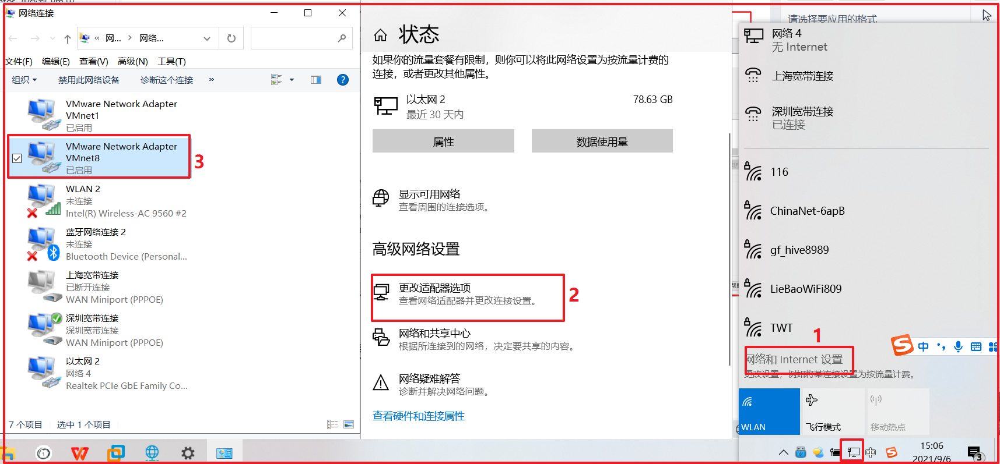 网络连接
« 网... › 网络...
文件(F) 编辑(E) 查看(V) 高级(N) 工具(T)
组织 禁用此网络设备 诊断这个连接 »
VMware Network Adapter
VMnet1
已启用
VMware Network Adapter
VMnet8
已启用
3
WLAN 2
未连接
Intel(R) Wireless-AC 9560 #2
蓝牙网络连接 2
未连接
Bluetooth Device (Personal...
上海宽带连接
已断开连接
WAN Miniport (PPPOE)
深圳宽带连接
深圳宽带连接
WAN Miniport (PPPOE)
以太网 2
网络 4
Realtek PCIe GbE Family Co...
7 个项目 选中 1 个项目
状态
如果你的流量套餐有限制，则你可以将此网络设置为按流量计费的
连接，或者更改其他属性。
以太网 2 78.63 GB
最近 30 天内
属性 数据使用量
显示可用网络
查看周围的连接选项。
高级网络设置
更改适配器选项
查看网络适配器并更改连接设置。
2
网络和共享中心
根据所连接到的网络，决定要共享的内容。
网络疑难解答
诊断并解决网络问题。
查看硬件和连接属性
请选择要应用的格式
网络 4
无 Internet
上海宽带连接
深圳宽带连接
已连接
116
ChinaNet-6apB
gf_hive8989
LieBaoWiFi809
TWT
1
中
网络和 Internet 设置
更改设置，例如将某连接设置为按流量计费。
WLAN 飞行模式 移动热点
中
15:06
2021/9/6
3